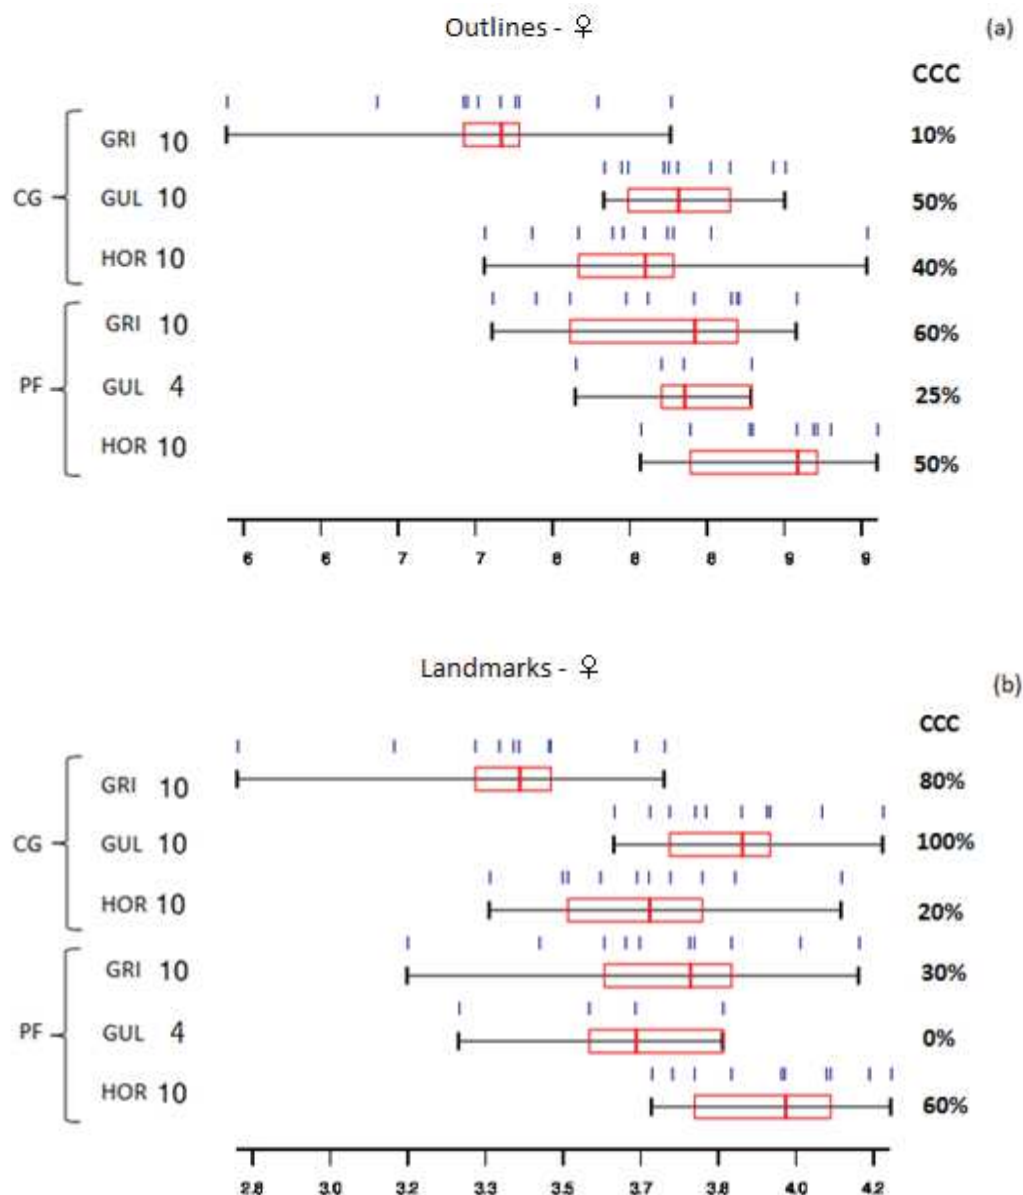 Outlines - ♀
(a)
CCC
GRI 10 10%
CG GUL 10 50%
HOR 10 40%
GRI 10 60%
PF GUL 4 25%
HOR 10 50%
6 6 7 7 8 8 8 9 9
Landmarks - ♀
(b)
CCC
GRI 10 80%
CG GUL 10 100%
HOR 10 20%
GRI 10 30%
PF GUL 4 0%
HOR 10 60%
2.8 3.0 3.2 3.3 3.5 3.7 3.8 4.0 4.2